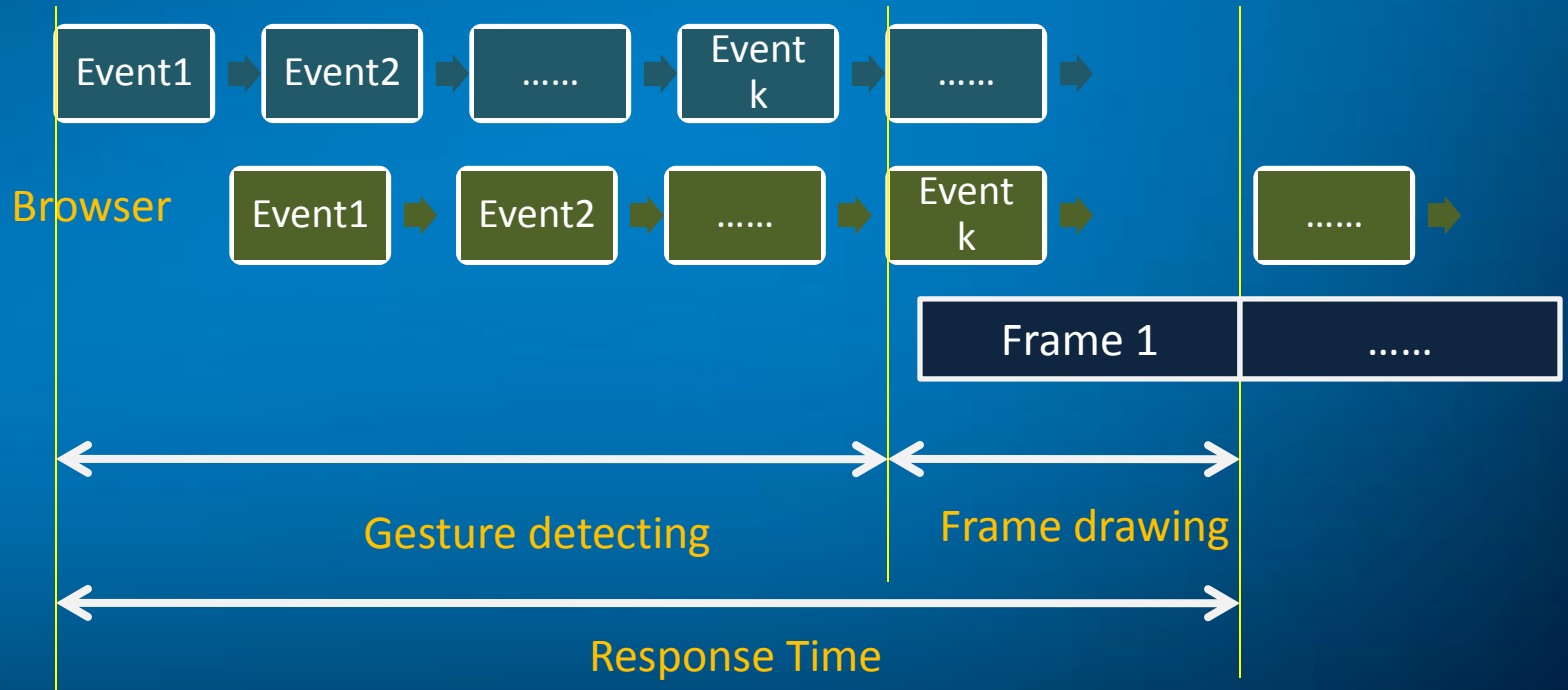 Event1
Event2
......
Event
k
......
Browser
Event1
Event2
......
Event
k
......
Frame 1
......
Gesture detecting
Frame drawing
Response Time